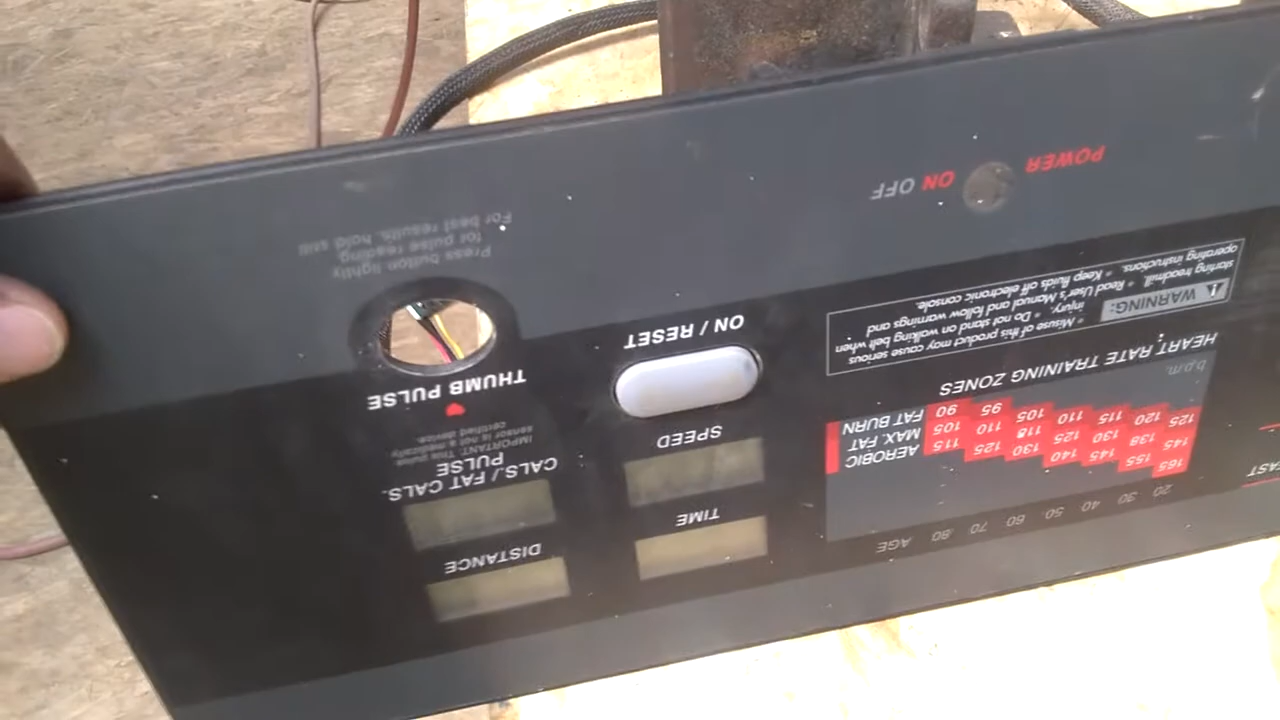 20 30 40 50 60 70 80 AGE
165 155 145 140 130 125 115 AEROBIC
145 138 130 125 118 110 105 MAX. FAT
125 120 115 110 105 95 90 FAT BURN
b.p.m.
HEART RATE TRAINING ZONES
WARNING: • Misuse of this product may cause serious
injury. • Do not stand on walking belt when
starting treadmill. • Read User's Manual and follow warnings and
operating instructions. • Keep fluids off electronic console.
POWER ON OFF
TIME
SPEED
ON / RESET
DISTANCE
CALS. / FAT CALS.
PULSE
IMPORTANT: This pulse
sensor is not a medically
certified device.
THUMB PULSE
Press button lightly
for pulse reading.
For best results, hold still